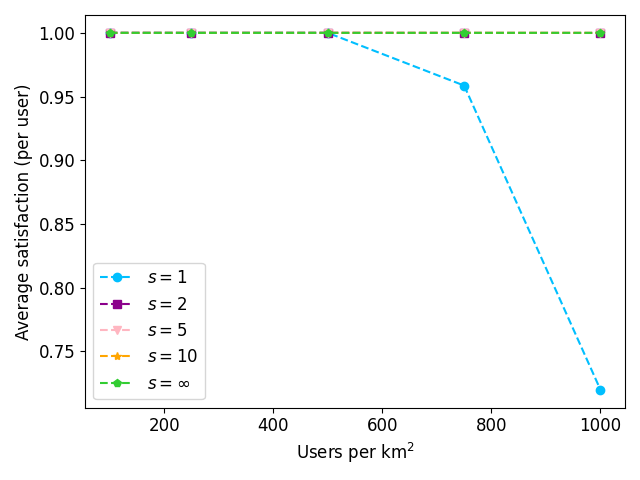 1.00
0.95
0.90
0.85
0.80
0.75
Average satisfaction (per user)
s = 1
s = 2
s = 5
s = 10
s = ∞
200 400 600 800 1000
Users per km²